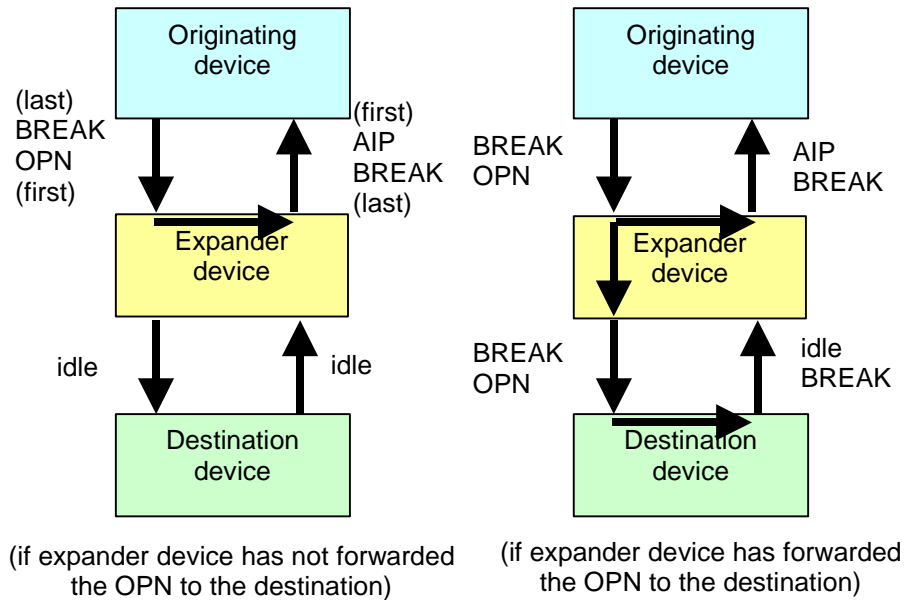 Originating
device
(last)
BREAK
OPN
(first)
(first)
AIP
BREAK
(last)
Expander
device
idle
idle
Destination
device
(if expander device has not forwarded
the OPN to the destination)
Originating
device
BREAK
OPN
AIP
BREAK
Expander
device
BREAK
OPN
idle
BREAK
Destination
device
(if expander device has forwarded
the OPN to the destination)